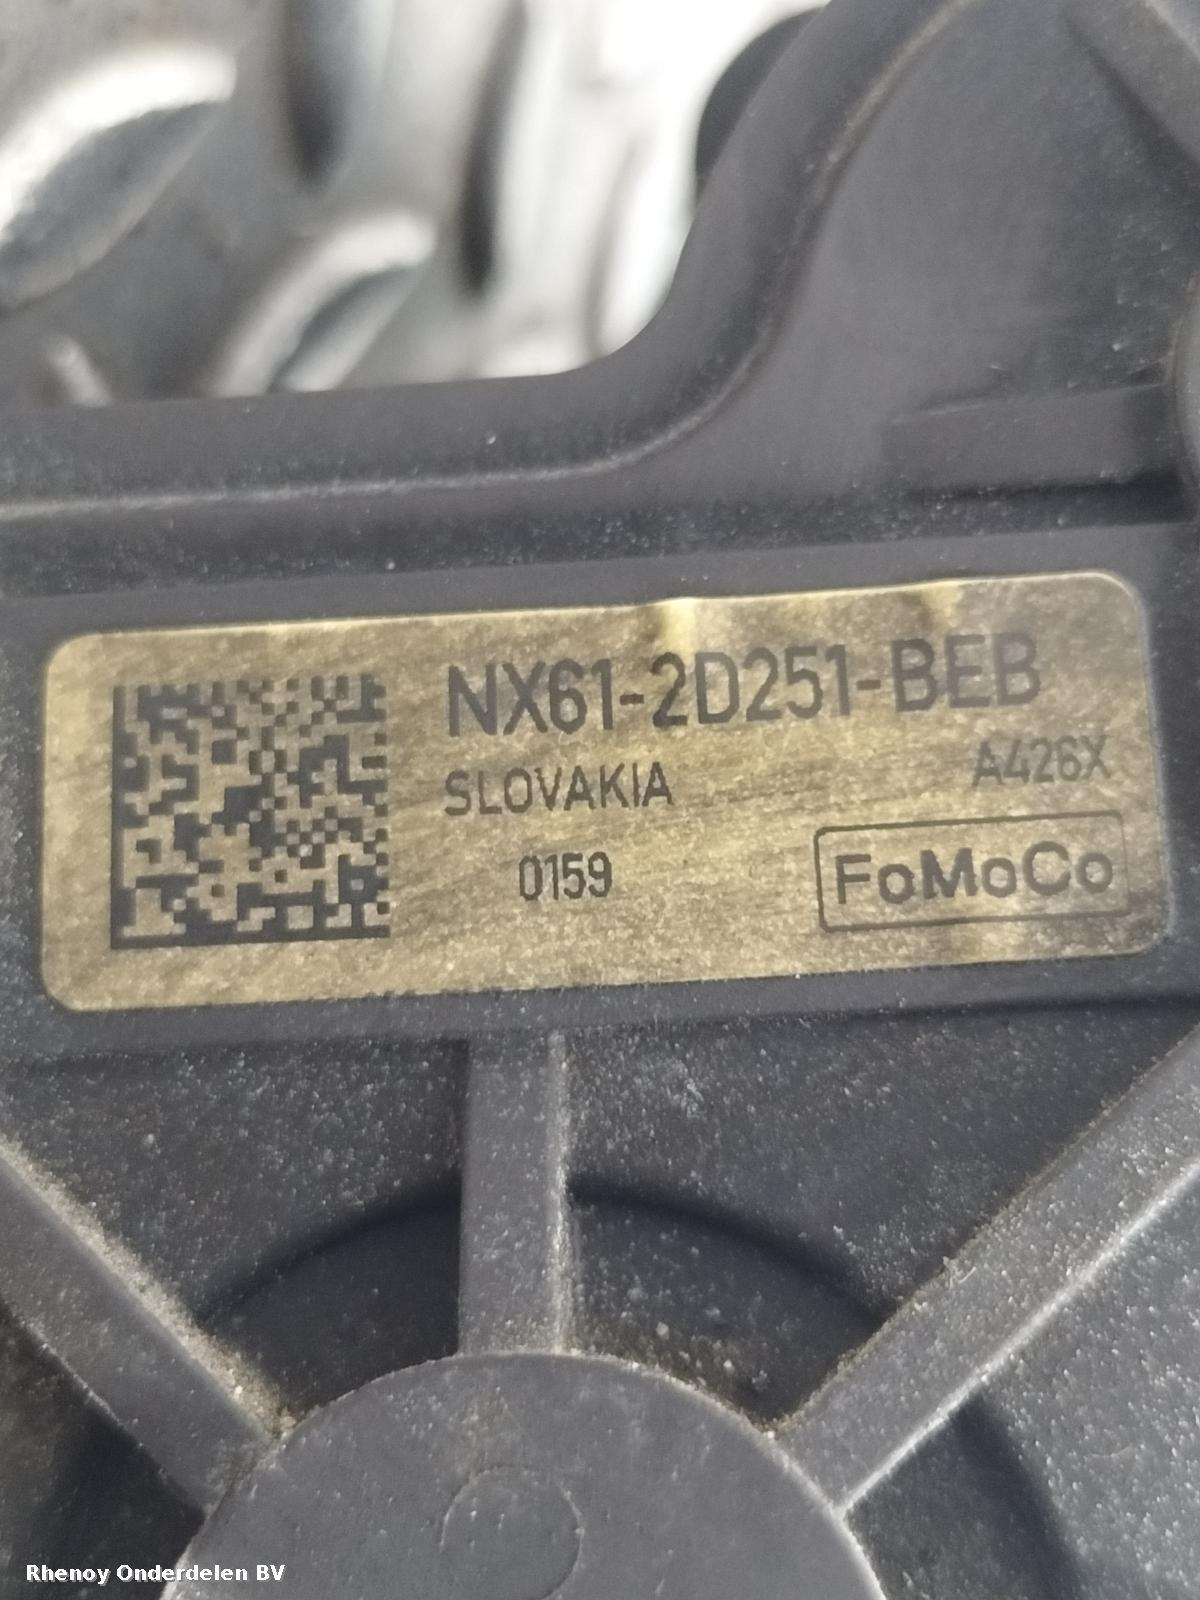 NX61-2D251-BEB
SLOVAKIA
A426X
0159
FoMoCo
Rhenoy Onderdelen BV